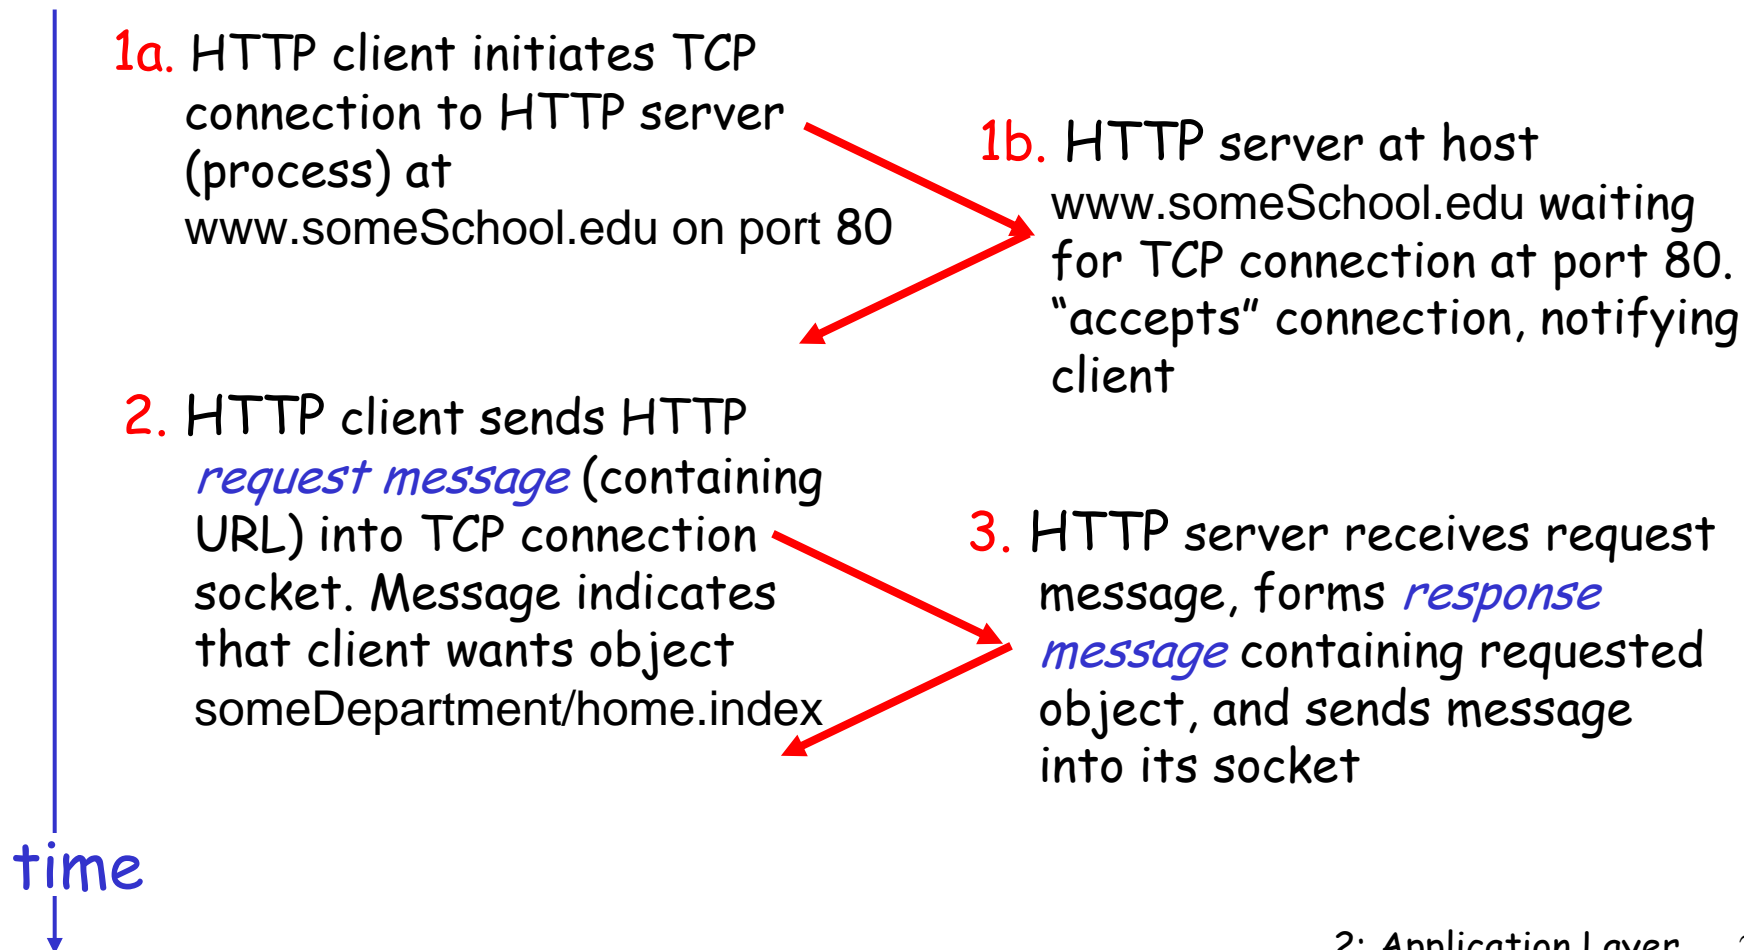 1a. HTTP client initiates TCP
connection to HTTP server
(process) at
www.someSchool.edu on port 80
1b. HTTP server at host
www.someSchool.edu waiting
for TCP connection at port 80.
“accepts” connection, notifying
client
2. HTTP client sends HTTP
request message (containing
URL) into TCP connection
socket. Message indicates
that client wants object
someDepartment/home.index
3. HTTP server receives request
message, forms response
message containing requested
object, and sends message
into its socket
time
2: Application Layer